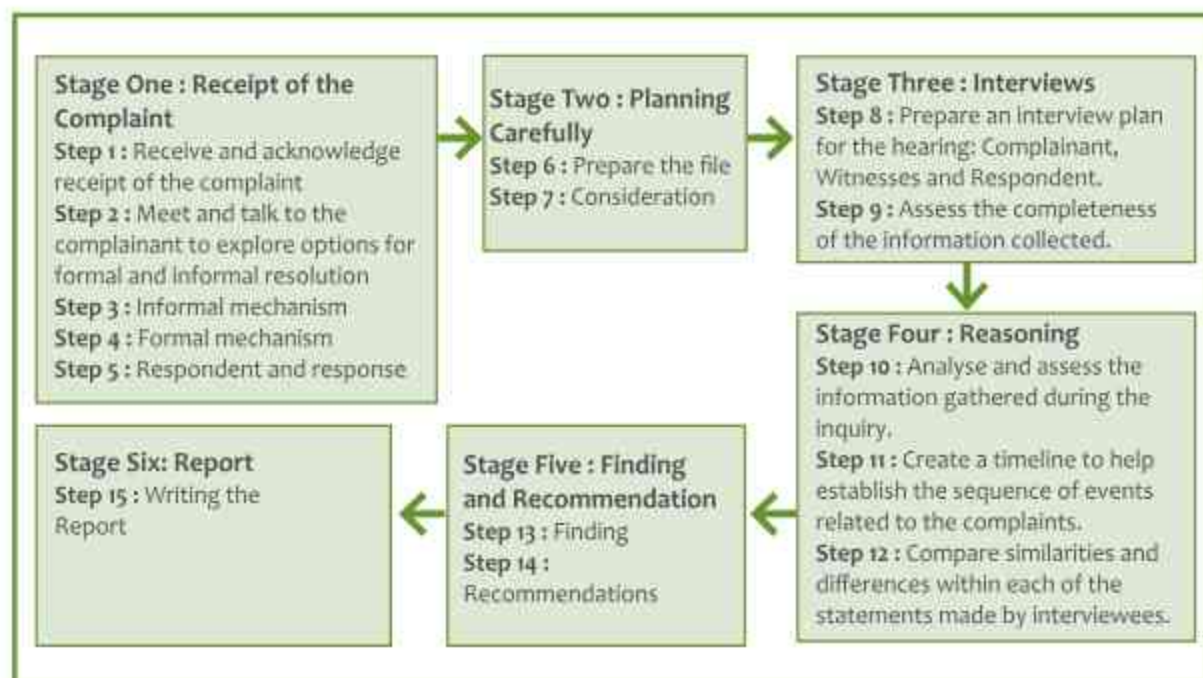 Stage One : Receipt of the
Complaint
Step 1 : Receive and acknowledge
receipt of the complaint
Step 2 : Meet and talk to the
complainant to explore options for
formal and informal resolution
Step 3 : Informal mechanism
Step 4 : Formal mechanism
Step 5 : Respondent and response
Stage Two : Planning
Carefully
Step 6 : Prepare the file
Step 7 : Consideration
Stage Three : Interviews
Step 8 : Prepare an interview plan
for the hearing: Complainant,
Witnesses and Respondent.
Step 9 : Assess the completeness
of the information collected.
Stage Four : Reasoning
Step 10 : Analyse and assess the
information gathered during the
inquiry.
Step 11 : Create a timeline to help
establish the sequence of events
related to the complaints.
Step 12 : Compare similarities and
differences within each of the
statements made by interviewees.
Stage Five : Finding
and Recommendation
Step 13 : Finding
Step 14 :
Recommendations
Stage Six: Report
Step 15 : Writing the
Report